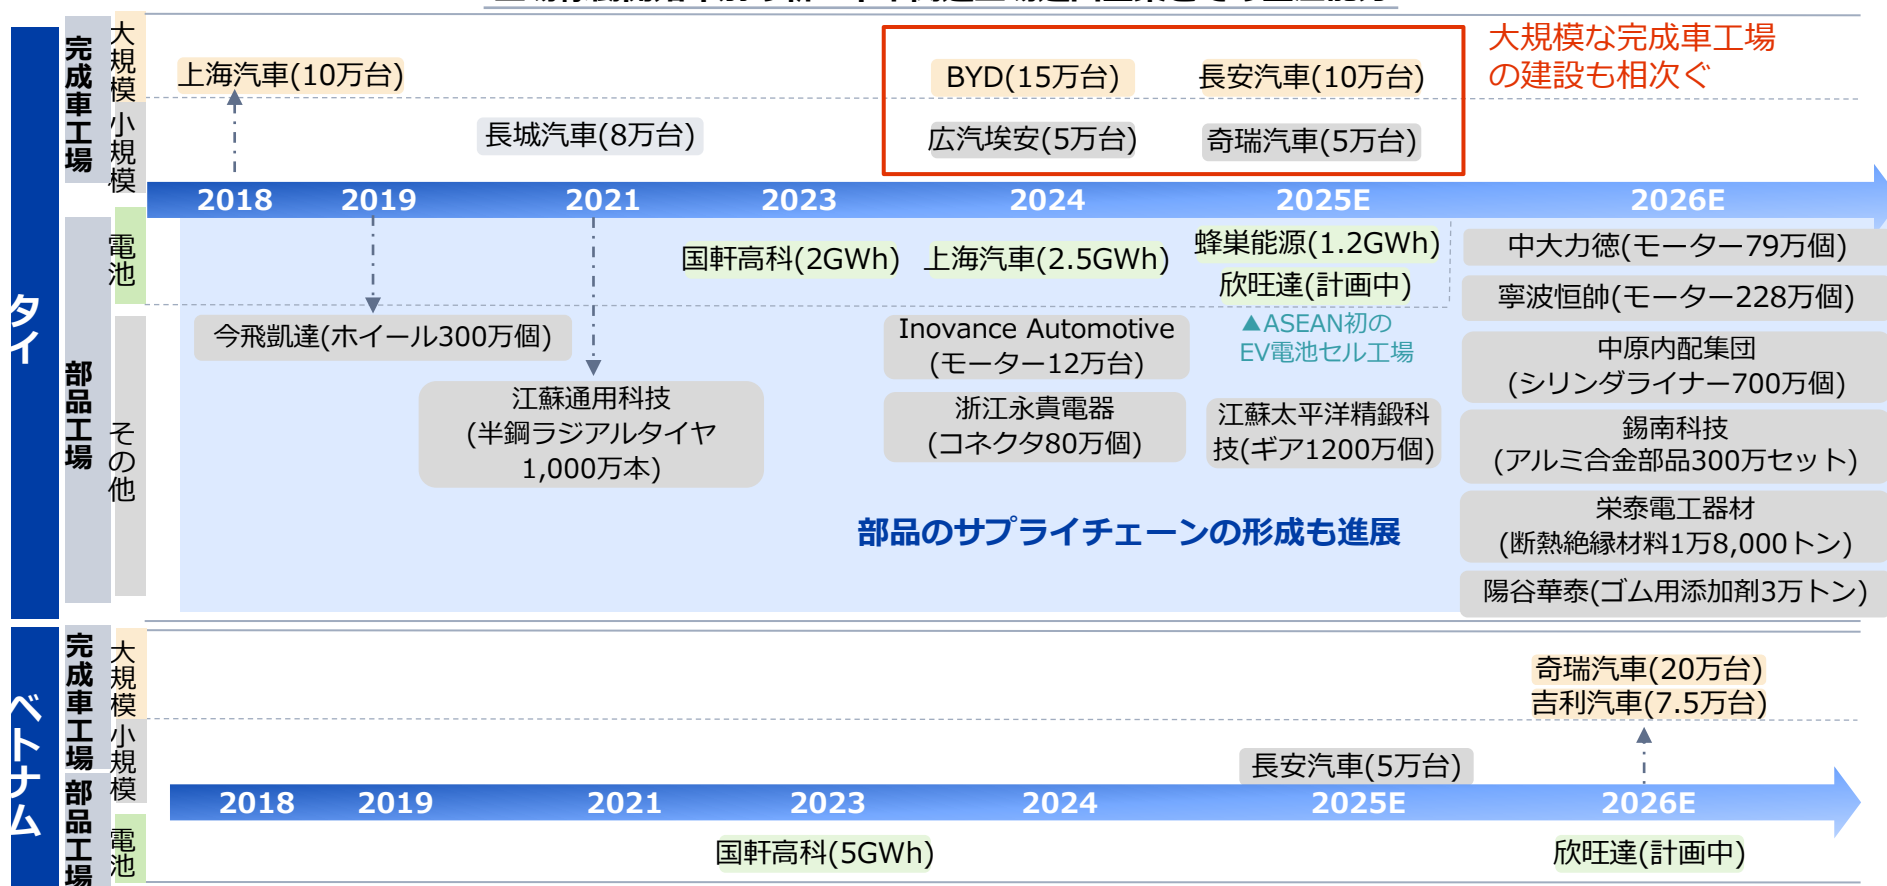 大規模な完成車工場
の建設も相次ぐ
タイ
完成車工場
大規模
上海汽車(10万台)
BYD(15万台)
長安汽車(10万台)
小規模
長城汽車(8万台)
広汽埃安(5万台)
奇瑞汽車(5万台)
2018
2019
2021
2023
2024
2025E
2026E
部品工場
電池
国軒高科(2GWh)
上海汽車(2.5GWh)
蜂巣能源(1.2GWh)
欣旺達(計画中)
▲ASEAN初の
EV電池セル工場
その他
今飛凱達(ホイール300万個)
江蘇通用科技
(半鋼ラジアルタイヤ
1,000万本)
Inovance Automotive
(モーター12万台)
浙江永貴電器
(コネクタ80万個)
江蘇太平洋精鍛科
技(ギア1200万個)
中大力徳(モーター79万個)
寧波恒帥(モーター228万個)
中原内配集団
(シリンダライナー700万個)
錫南科技
(アルミ合金部品300万セット)
栄泰電工器材
(断熱絶縁材料1万8,000トン)
陽谷華泰(ゴム用添加剤3万トン)
部品のサプライチェーンの形成も進展
ベトナム
完成車工場
大規模
奇瑞汽車(20万台)
吉利汽車(7.5万台)
小規模
長安汽車(5万台)
2018
2019
2021
2023
2024
2025E
2026E
部品工場
電池
国軒高科(5GWh)
欣旺達(計画中)